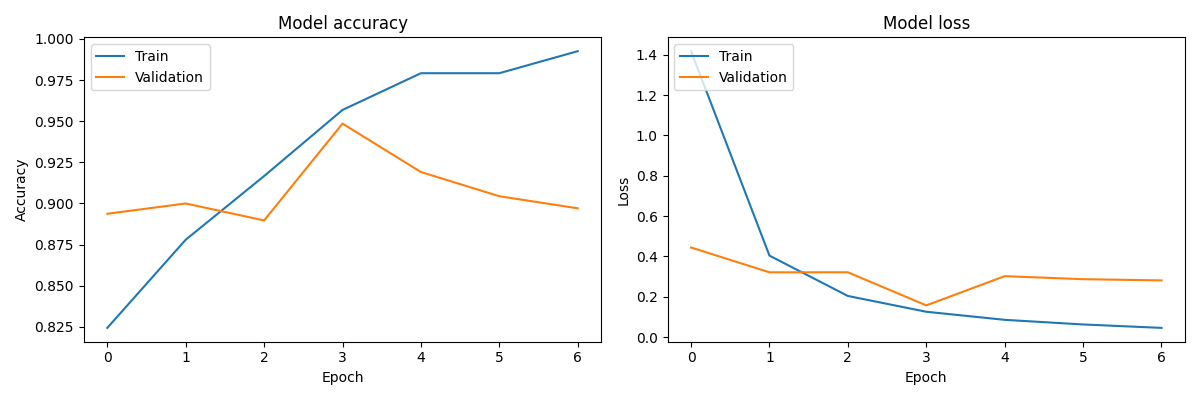 Model accuracy
Train
Validation
1.000
0.975
0.950
0.925
0.900
0.875
0.850
0.825
Accuracy
0 1 2 3 4 5 6
Epoch
Model loss
Train
Validation
1.4
1.2
1.0
0.8
0.6
0.4
0.2
0.0
Loss
0 1 2 3 4 5 6
Epoch